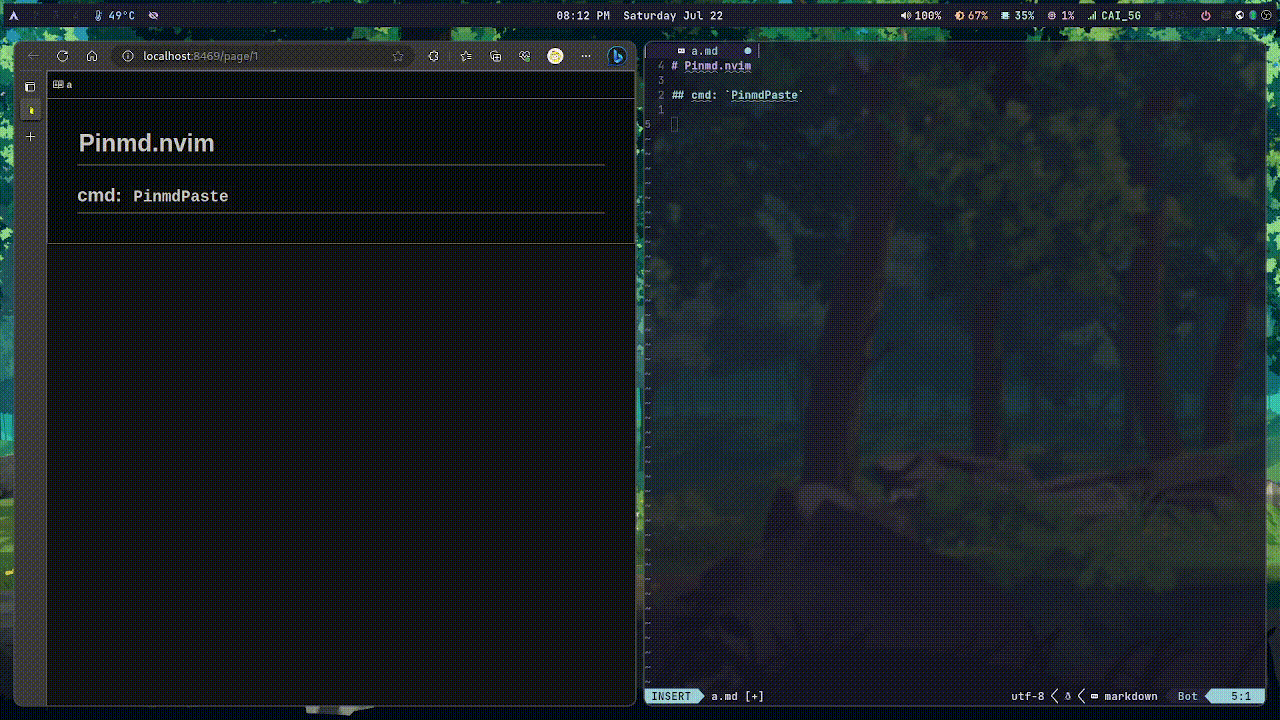 49°C
08:12 PM Saturday Jul 22
100% 67% 35% 1% CAI_5G
localhost:8469/page/1
a
Pinmd.nvim
cmd: PinmdPaste
a.md
4 # Pinmd.nvim
3
2 ## cmd: `PinmdPaste`
1
5
INSERT a.md [+]
utf-8 markdown Bot 5:1